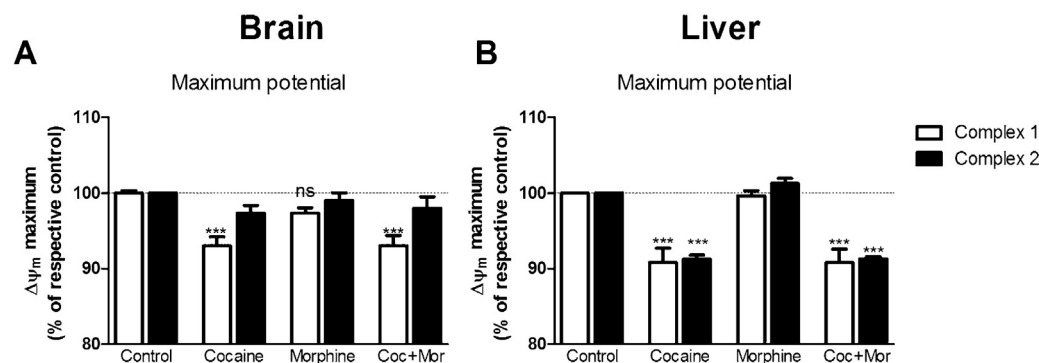 Brain
Liver
A
B
Maximum potential
Maximum potential
Δψm maximum
(% of respective control)
110
100
90
80
ns
***
***
Control
Cocaine
Morphine
Coc+Mor
Δψm maximum
(% of respective control)
110
100
90
80
***
***
***
***
Control
Cocaine
Morphine
Coc+Mor
Complex 1
Complex 2